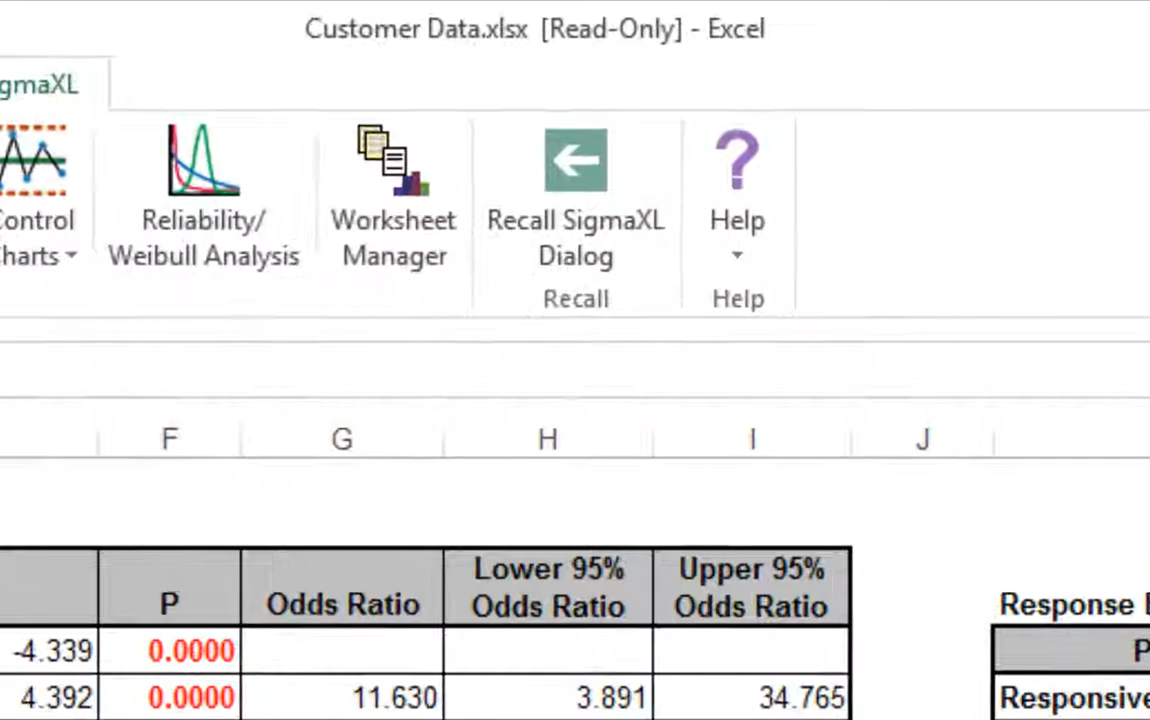 Customer Data.xlsx [Read-Only] - Excel
gmaXL
ontrol
harts
Reliability/
Weibull Analysis
Worksheet
Manager
Recall SigmaXL
Dialog
Recall
Help
Help
F G H I J
P Odds Ratio Lower 95% Odds Ratio Upper 95% Odds Ratio
-4.339 0.0000
4.392 0.0000 11.630 3.891 34.765
Response
P
Responsive